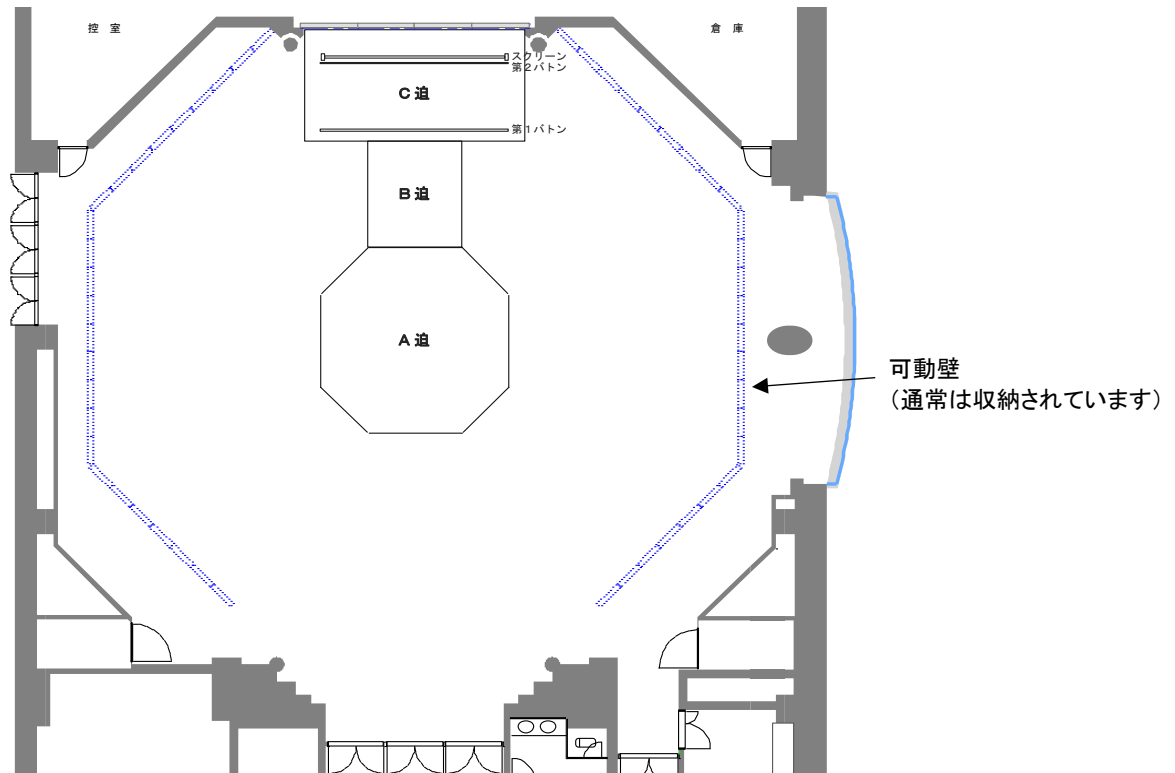 控 室
倉 庫
スクリーン
第2バトン
C 迫
第1バトン
B 迫
A 迫
可動壁
（通常は収納されています）